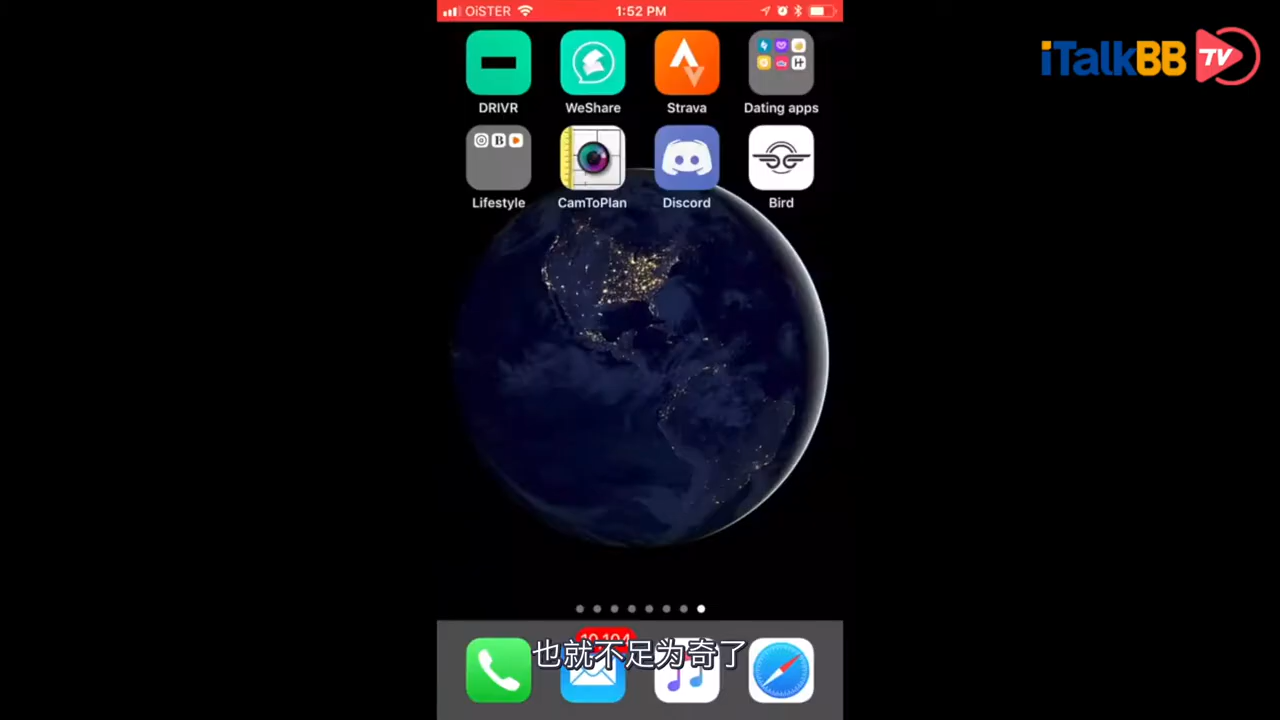 OiSTER 1:52 PM
iTalkBB TV
DRIVR WeShare Strava Dating apps
Lifestyle CamToPlan Discord Bird
也就不足为奇了